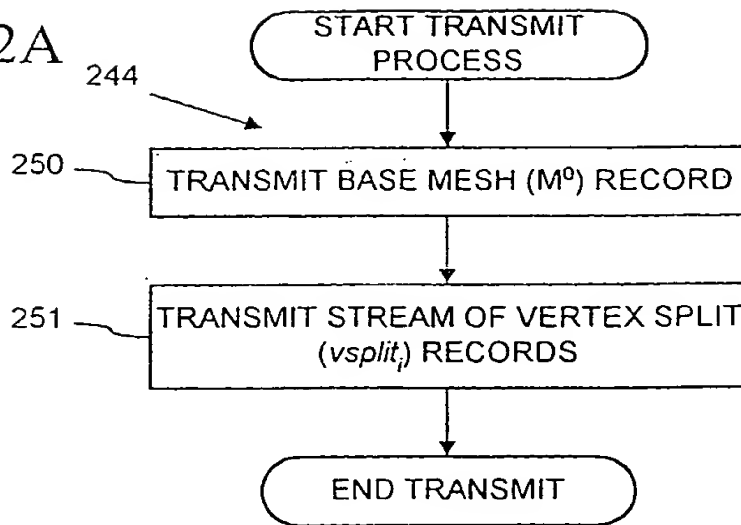 2A
START TRANSMIT
PROCESS
244
250
TRANSMIT BASE MESH (M⁰) RECORD
251
TRANSMIT STREAM OF VERTEX SPLIT
(vsplitᵢ) RECORDS
END TRANSMIT